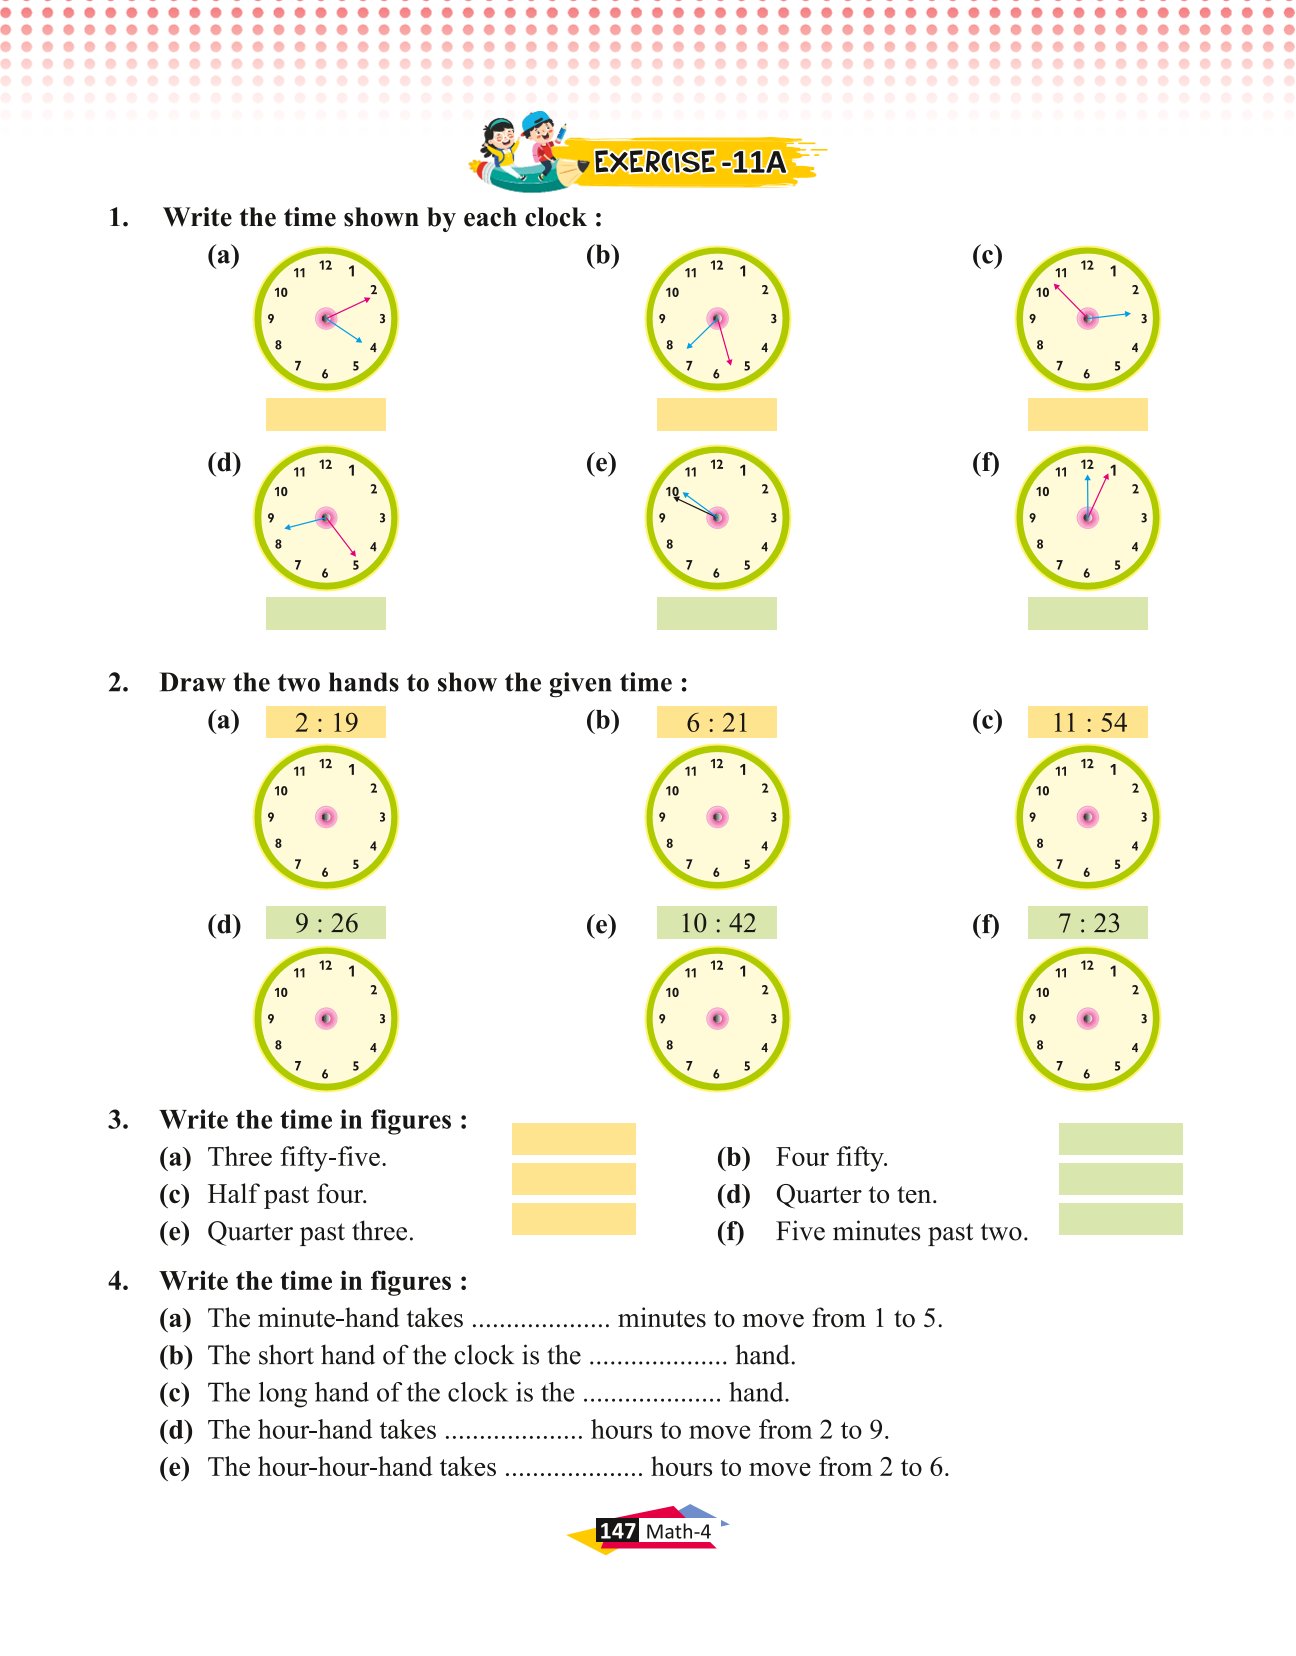 EXERCISE -11A
1. Write the time shown by each clock :
(a) (b) (c)
12 1 2 3 4 5 6 7 8 9 10 11
12 1 2 3 4 5 6 7 8 9 10 11
12 1 2 3 4 5 6 7 8 9 10 11
(d) (e) (f)
12 1 2 3 4 5 6 7 8 9 10 11
12 1 2 3 4 5 6 7 8 9 10 11
12 1 2 3 4 5 6 7 8 9 10 11
2. Draw the two hands to show the given time :
(a) 2 : 19 (b) 6 : 21 (c) 11 : 54
12 1 2 3 4 5 6 7 8 9 10 11
12 1 2 3 4 5 6 7 8 9 10 11
12 1 2 3 4 5 6 7 8 9 10 11
(d) 9 : 26 (e) 10 : 42 (f) 7 : 23
12 1 2 3 4 5 6 7 8 9 10 11
12 1 2 3 4 5 6 7 8 9 10 11
12 1 2 3 4 5 6 7 8 9 10 11
3. Write the time in figures :
(a) Three fifty-five. (b) Four fifty.
(c) Half past four. (d) Quarter to ten.
(e) Quarter past three. (f) Five minutes past two.
4. Write the time in figures :
(a) The minute-hand takes .................... minutes to move from 1 to 5.
(b) The short hand of the clock is the .................... hand.
(c) The long hand of the clock is the .................... hand.
(d) The hour-hand takes .................... hours to move from 2 to 9.
(e) The hour-hour-hand takes .................... hours to move from 2 to 6.
147 Math-4